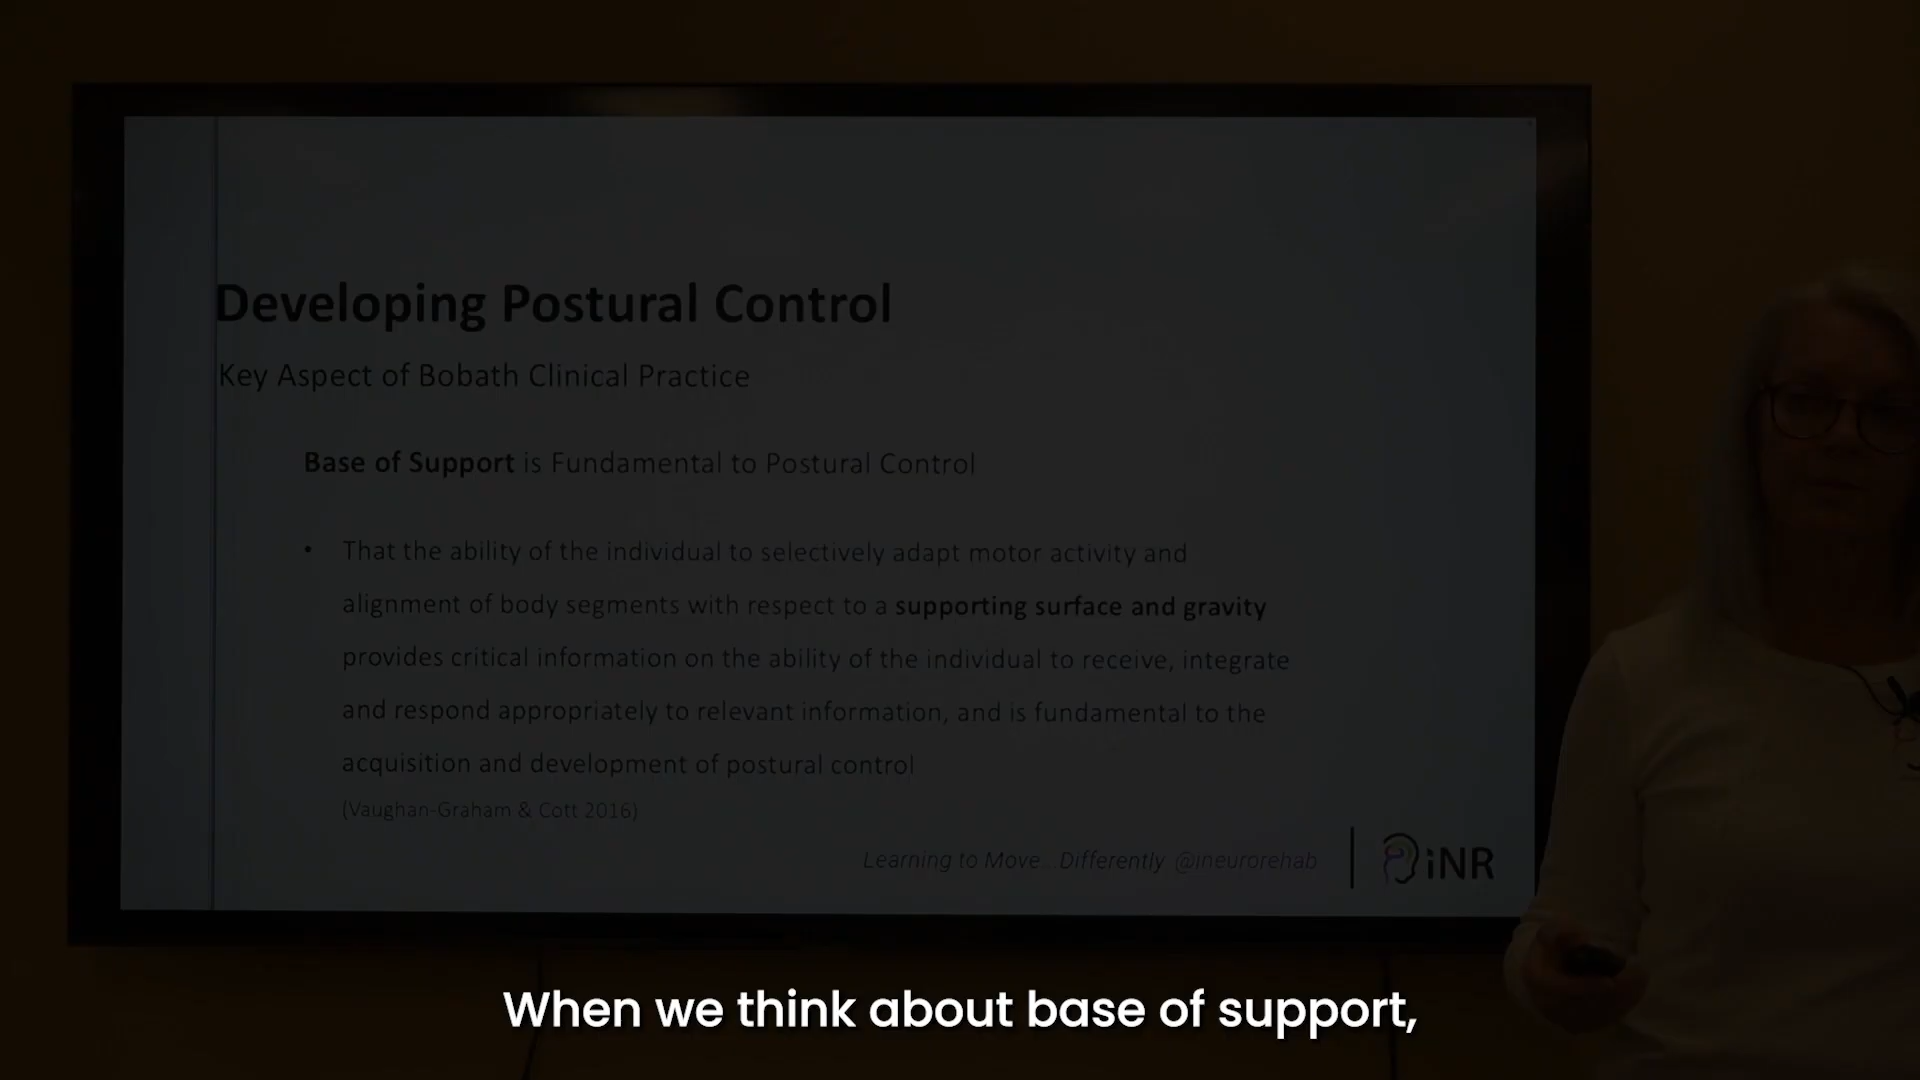 Developing Postural Control
Key Aspect of Bobath Clinical Practice
Base of Support is Fundamental to Postural Control
• That the ability of the individual to selectively adapt motor activity and
alignment of body segments with respect to a supporting surface and gravity
provides critical information on the ability of the individual to receive, integrate
and respond appropriately to relevant information, and is fundamental to the
acquisition and development of postural control
(Vaughan-Graham & Cott 2016)
Learning to Move...Differently @ineurorehab
iNR
When we think about base of support,